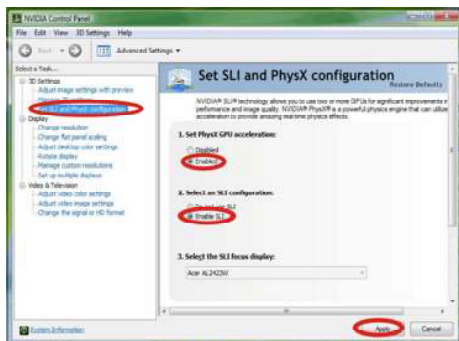 NVIDIA Control Panel
File Edit View 3D Settings Help
Back
Advanced Settings
Select a Task...
3D Settings
Adjust image settings with preview
Set SLI and PhysX configuration
Display
Change resolution
Change flat panel scaling
Adjust desktop color settings
Rotate display
Manage custom resolutions
Set up multiple displays
Video & Television
Adjust video color settings
Adjust video image settings
Change the signal or HD format
System Information
Set SLI and PhysX configuration
Restore Defaults
NVIDIA® SLI® technology allows you to use two or more GPUs for significant improvements in
performance and image quality. NVIDIA® PhysX® is a powerful physics engine that can utilize
acceleration to provide amazing real-time physics effects.
1. Set PhysX GPU acceleration:
Disabled
Enabled
2. Select an SLI configuration:
Do not use SLI
Enable SLI
3. Select the SLI focus display:
Acer AL2423W
Apply
Cancel